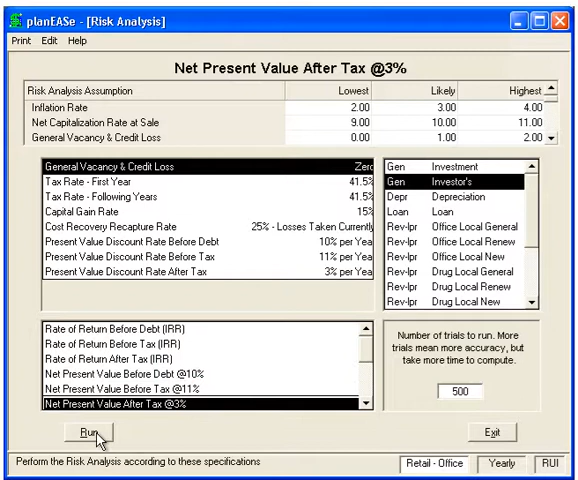 planEASe - [Risk Analysis]
Print Edit Help
Net Present Value After Tax @3%
Risk Analysis Assumption Lowest Likely Highest
Inflation Rate 2.00 3.00 4.00
Net Capitalization Rate at Sale 9.00 10.00 11.00
General Vacancy & Credit Loss 0.00 1.00 2.00
General Vacancy & Credit Loss Zero
Tax Rate - First Year 41.5%
Tax Rate - Following Years 41.5%
Capital Gain Rate 15%
Cost Recovery Recapture Rate 25% - Losses Taken Currently
Present Value Discount Rate Before Debt 10% per Yea
Present Value Discount Rate Before Tax 11% per Yea
Present Value Discount Rate After Tax 3% per Yea
Gen Investment
Gen Investor's
Depr Depreciation
Loan Loan
Rev-Ipr Office Local General
Rev-Ipr Office Local Renew
Rev-Ipr Office Local New
Rev-Ipr Drug Local General
Rev-Ipr Drug Local Renew
Rev-Ipr Drug Local New
Rate of Return Before Debt (IRR)
Rate of Return Before Tax (IRR)
Rate of Return After Tax (IRR)
Net Present Value Before Debt @10%
Net Present Value Before Tax @11%
Net Present Value After Tax @3%
Number of trials to run. More
trials mean more accuracy, but
take more time to compute.
500
Run
Exit
Perform the Risk Analysis according to these specifications
Retail - Office Yearly RUI